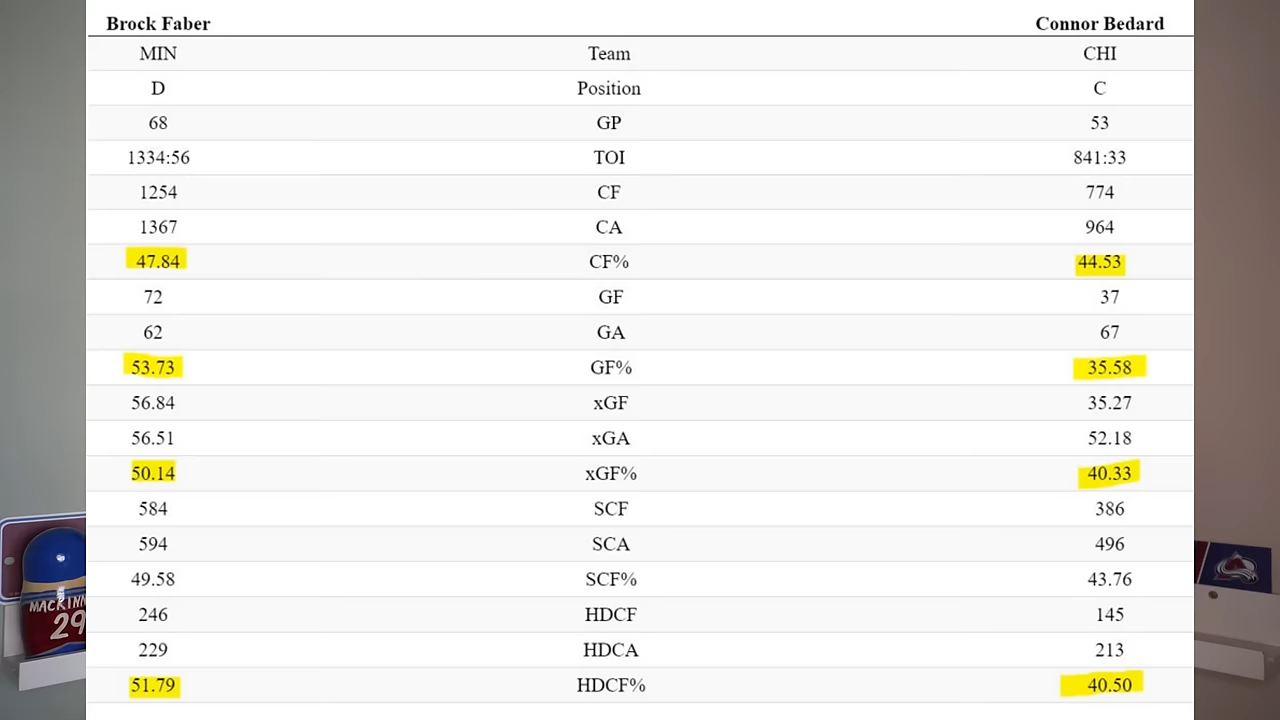 Brock Faber Connor Bedard
MIN Team CHI
D Position C
68 GP 53
1334:56 TOI 841:33
1254 CF 774
1367 CA 964
47.84 CF% 44.53
72 GF 37
62 GA 67
53.73 GF% 35.58
56.84 xGF 35.27
56.51 xGA 52.18
50.14 xGF% 40.33
584 SCF 386
594 SCA 496
49.58 SCF% 43.76
246 HDCF 145
229 HDCA 213
51.79 HDCF% 40.50
29